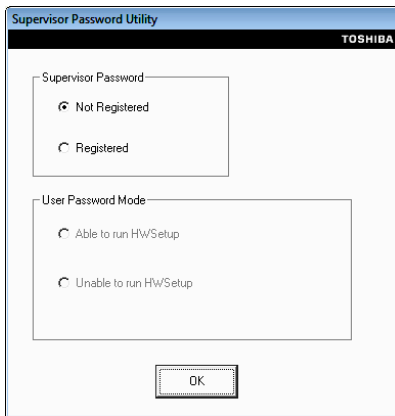 Supervisor Password Utility
TOSHIBA
Supervisor Password
Not Registered
Registered
User Password Mode
Able to run HWSetup
Unable to run HWSetup
OK